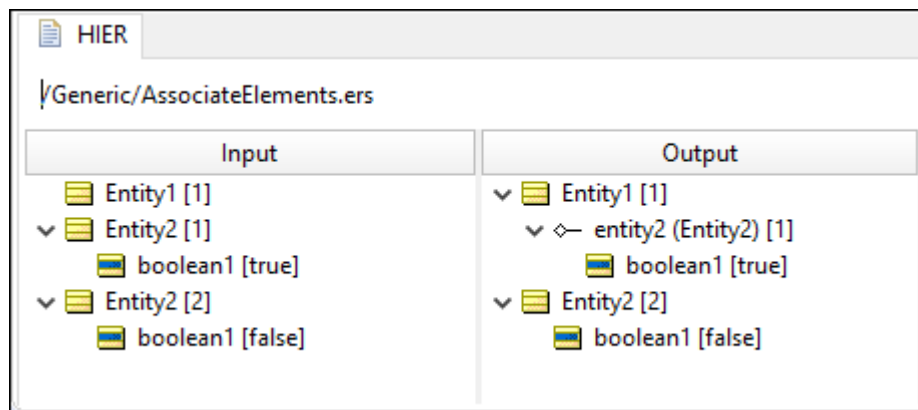 HIER
/Generic/AssociateElements.ers
Input
Output
Entity1 [1]
Entity2 [1]
boolean1 [true]
Entity2 [2]
boolean1 [false]
Entity1 [1]
entity2 (Entity2) [1]
boolean1 [true]
Entity2 [2]
boolean1 [false]